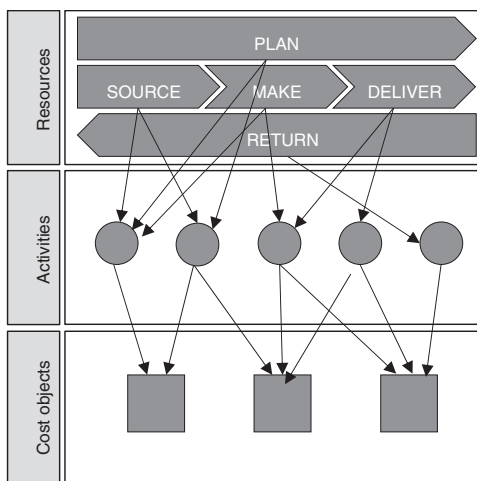 Resources
PLAN
SOURCE MAKE DELIVER
RETURN
Activities
Cost objects